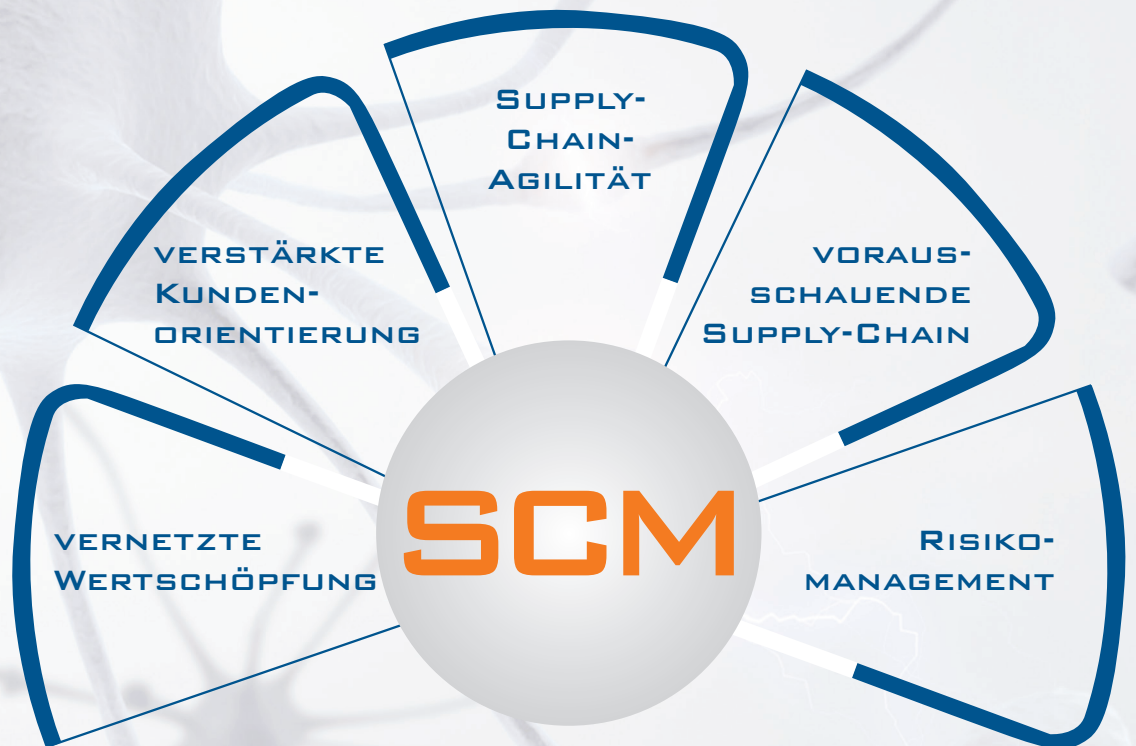 Supply-
Chain-
Agilität
verstärkte
Kunden-
orientierung
voraus-
schauende
Supply-Chain
vernetzte
Wertschöpfung
SCM
Risiko-
management